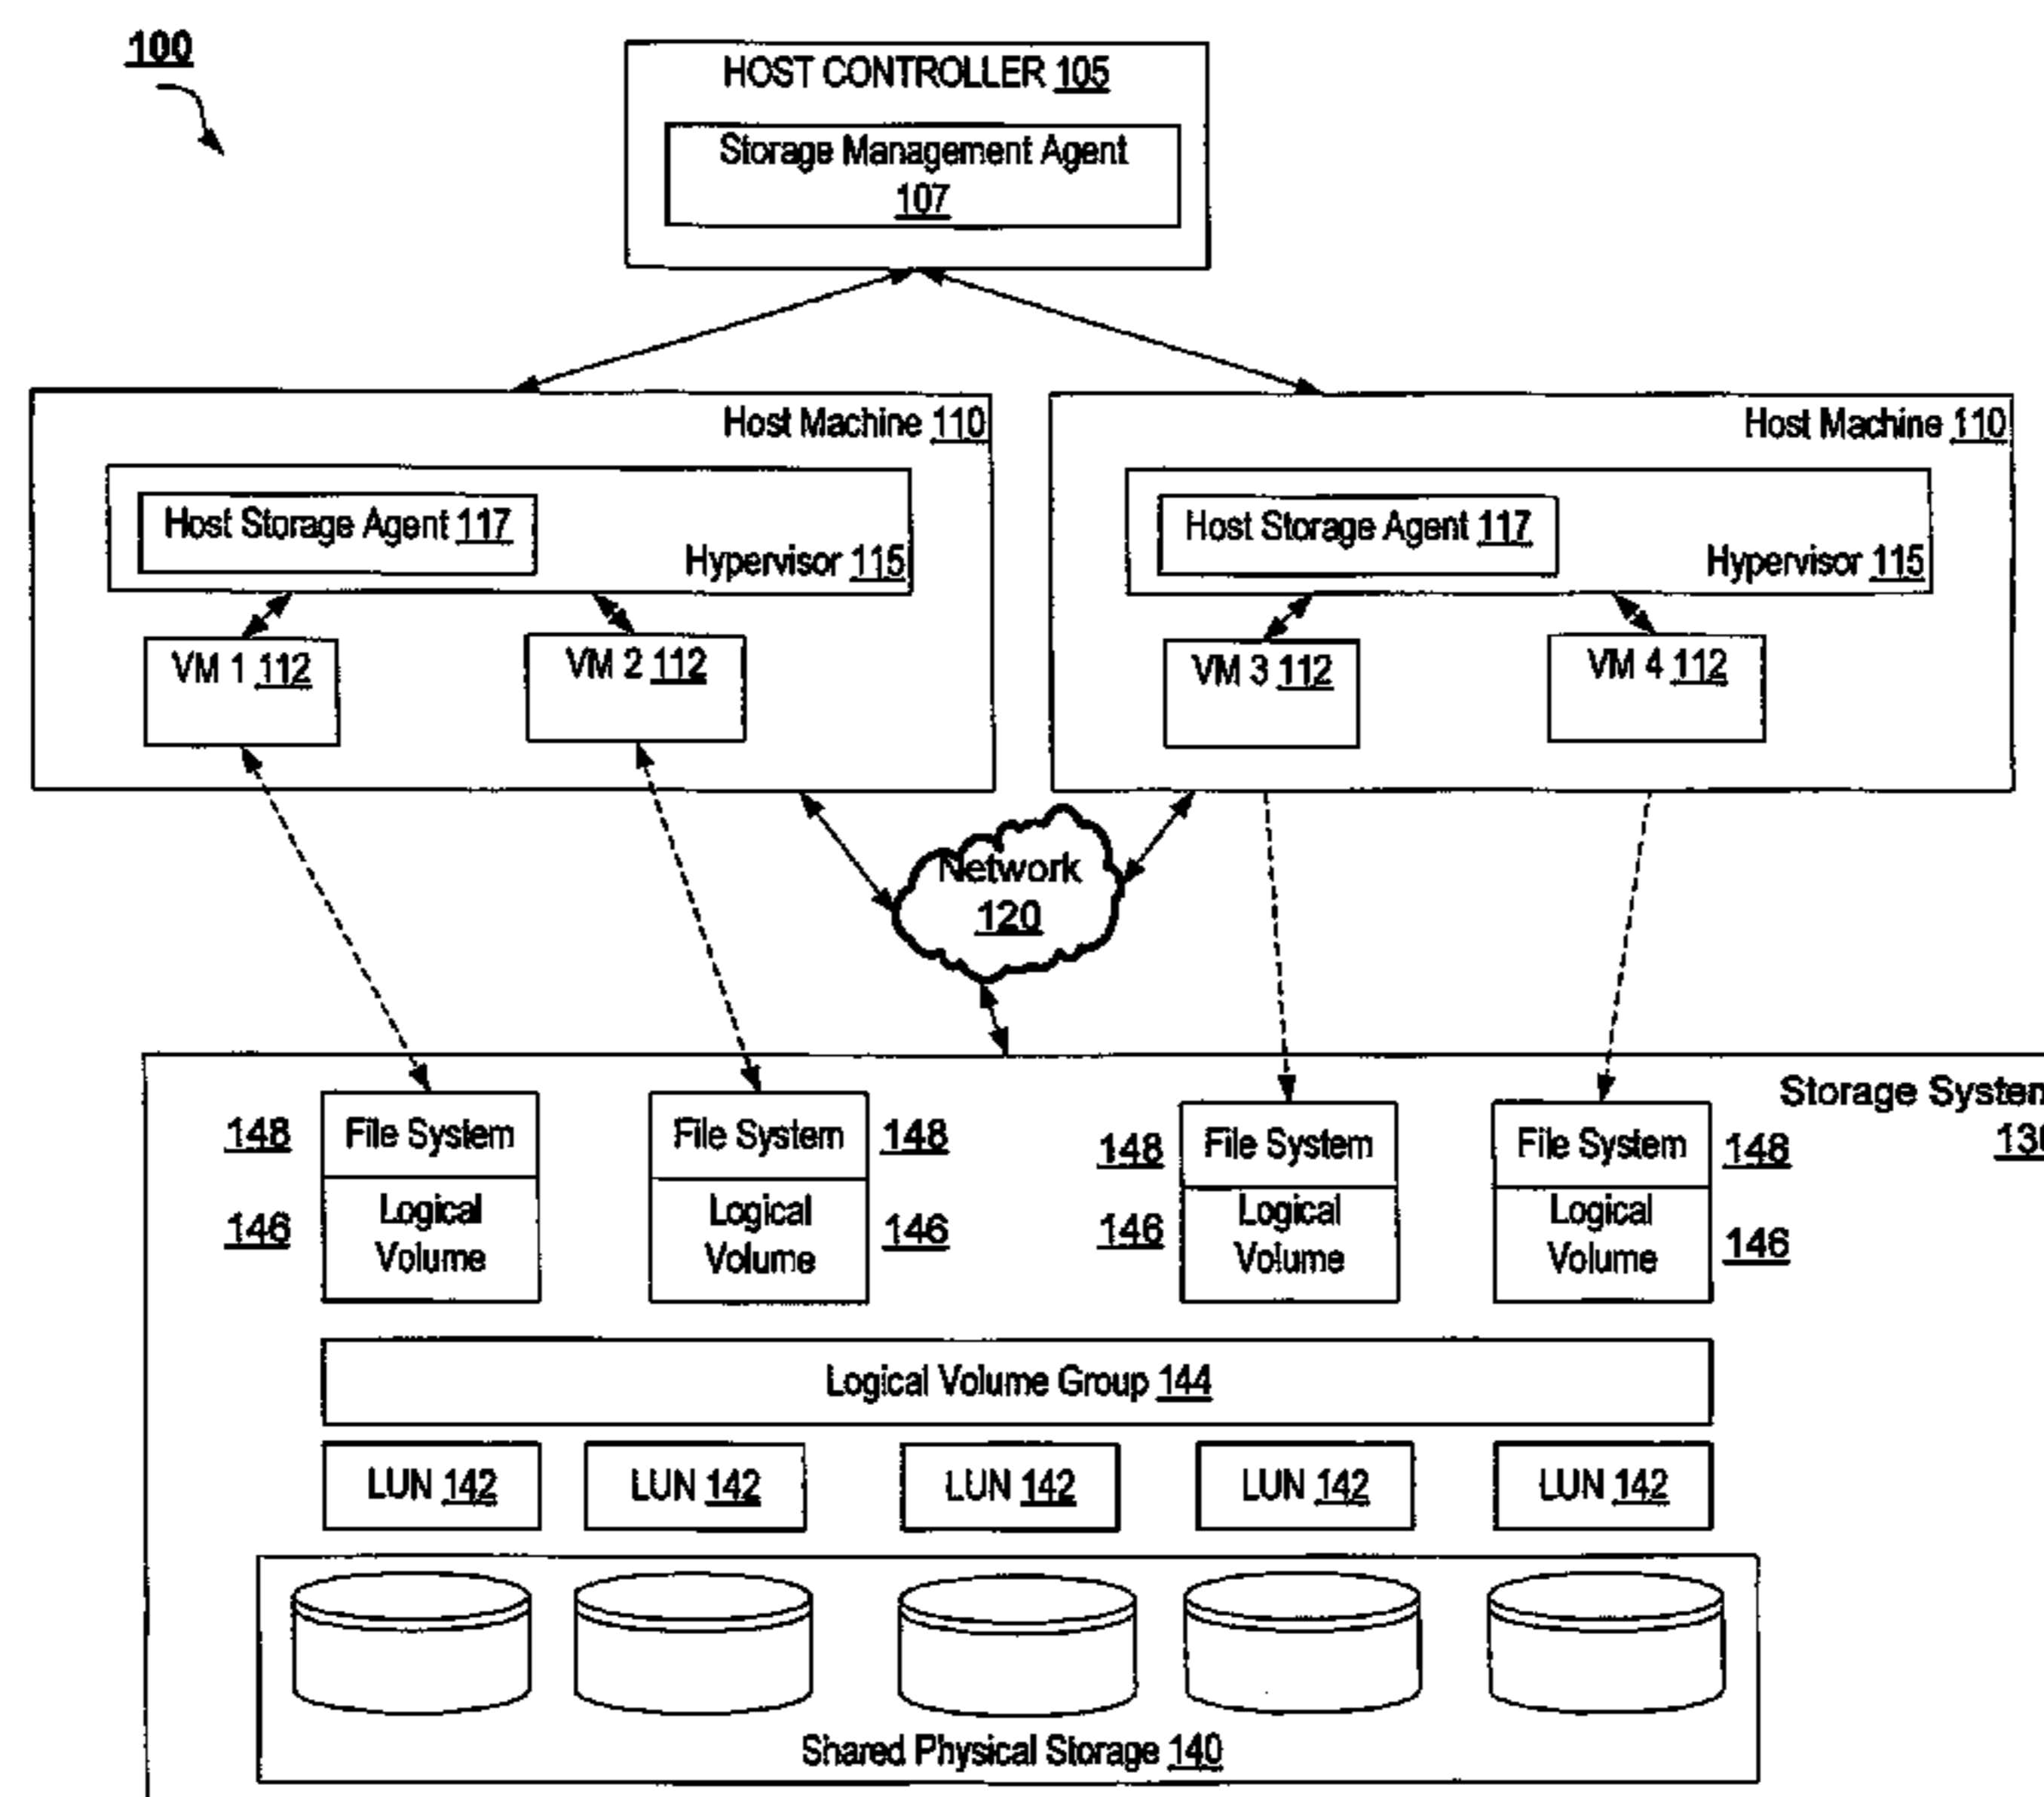 100
HOST CONTROLLER 105
Storage Management Agent
107
Host Machine 110
Host Storage Agent 117
Hypervisor 115
VM 1 112
VM 2 112
Host Machine 110
Host Storage Agent 117
Hypervisor 115
VM 3 112
VM 4 112
Network
120
Storage System
148
File System
146
Logical
Volume
File System
148
Logical
Volume
146
148
File System
146
Logical
Volume
File System
148
Logical
Volume
146
Logical Volume Group 144
LUN 142
LUN 142
LUN 142
LUN 142
LUN 142
Shared Physical Storage 140